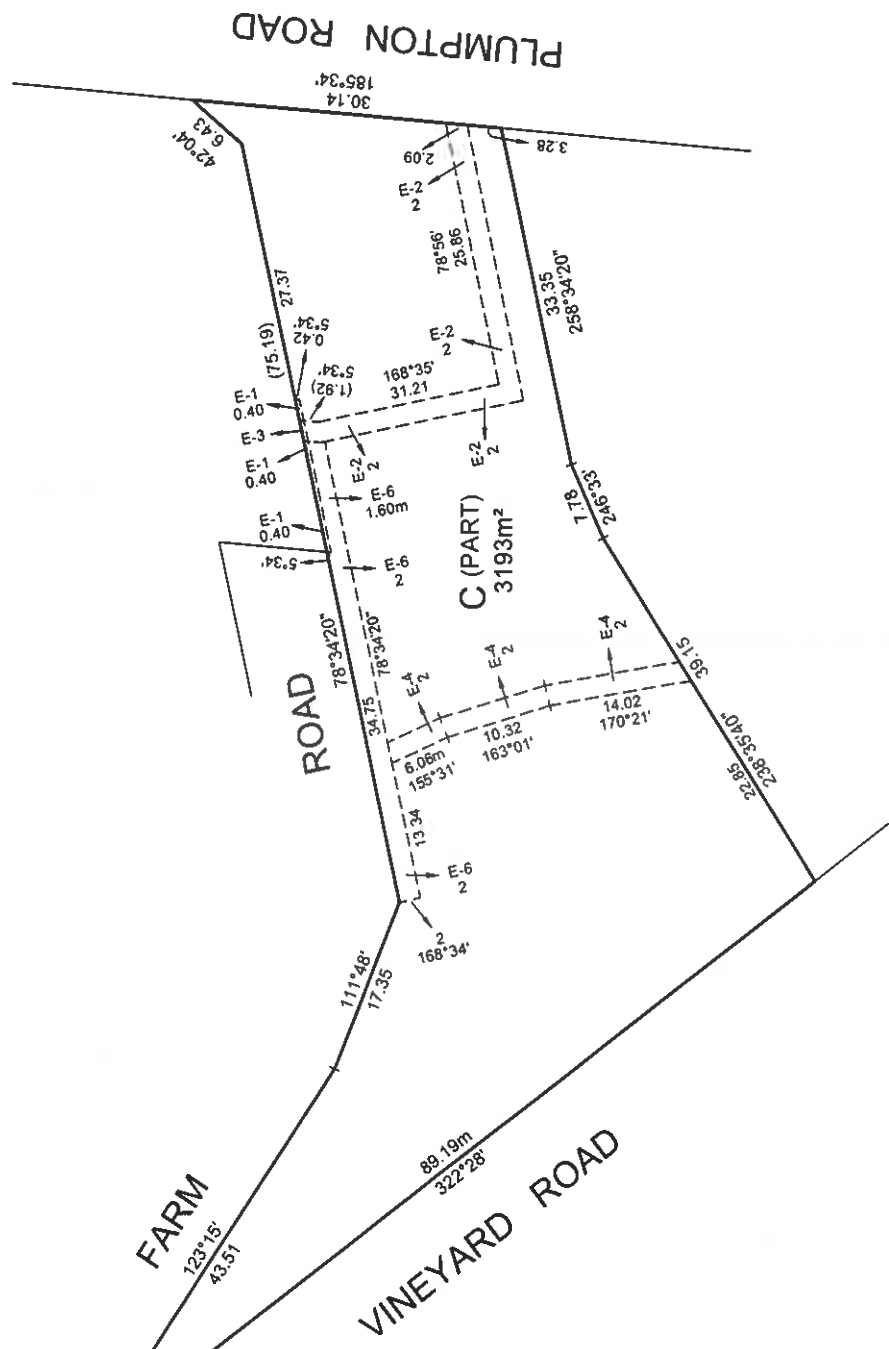 PLUMPTON ROAD
185°34'
30.14
42°04'
6.43
27.37
(75.19)
5°34'
0.42
5°34'
(1.92)
2.09
3.28
E-2
2
78°56'
25.86
E-2
2
168°35'
31.21
E-1
0.40
E-3
E-1
0.40
E-1
0.40
5°34'
E-2
2
E-2
2
E-6
1.60m
E-6
2
33.35
258°34'20"
7.78
246°33'
C (PART)
3193m²
ROAD
78°34'20"
78°34'20"
34.75
E-4
2
E-4
2
E-4
2
6.06m
155°31'
10.32
163°01'
14.02
170°21'
39.15
22.85
238°35'40"
13.34
E-6
2
2
168°34'
111°48'
17.35
FARM
123°15'
43.51
89.19m
322°28'
VINEYARD ROAD